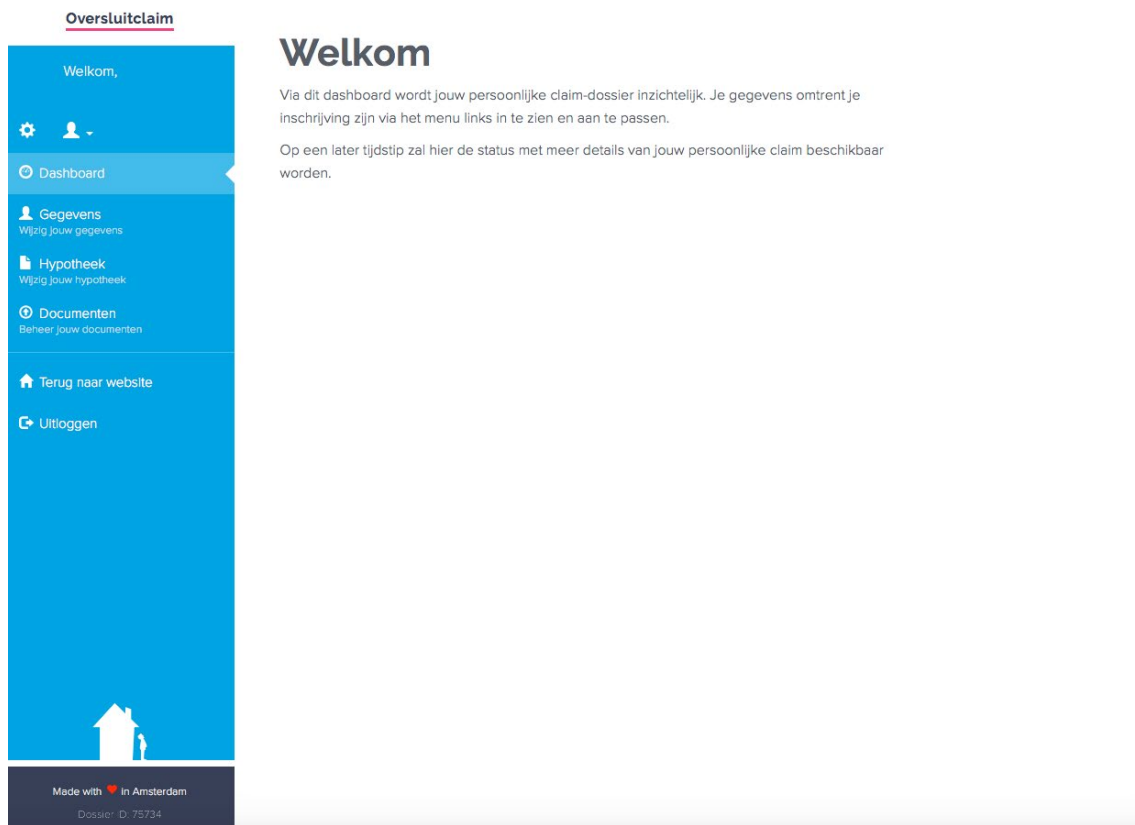 Oversluitclaim
Welkom,
Dashboard
Gegevens
Wijzig jouw gegevens
Hypotheek
Wijzig jouw hypotheek
Documenten
Beheer jouw documenten
Terug naar website
Uitloggen
Made with ❤ in Amsterdam
Dossier ID: 75734
Welkom
Via dit dashboard wordt jouw persoonlijke claim-dossier inzichtelijk. Je gegevens omtrent je
inschrijving zijn via het menu links in te zien en aan te passen.
Op een later tijdstip zal hier de status met meer details van jouw persoonlijke claim beschikbaar
worden.